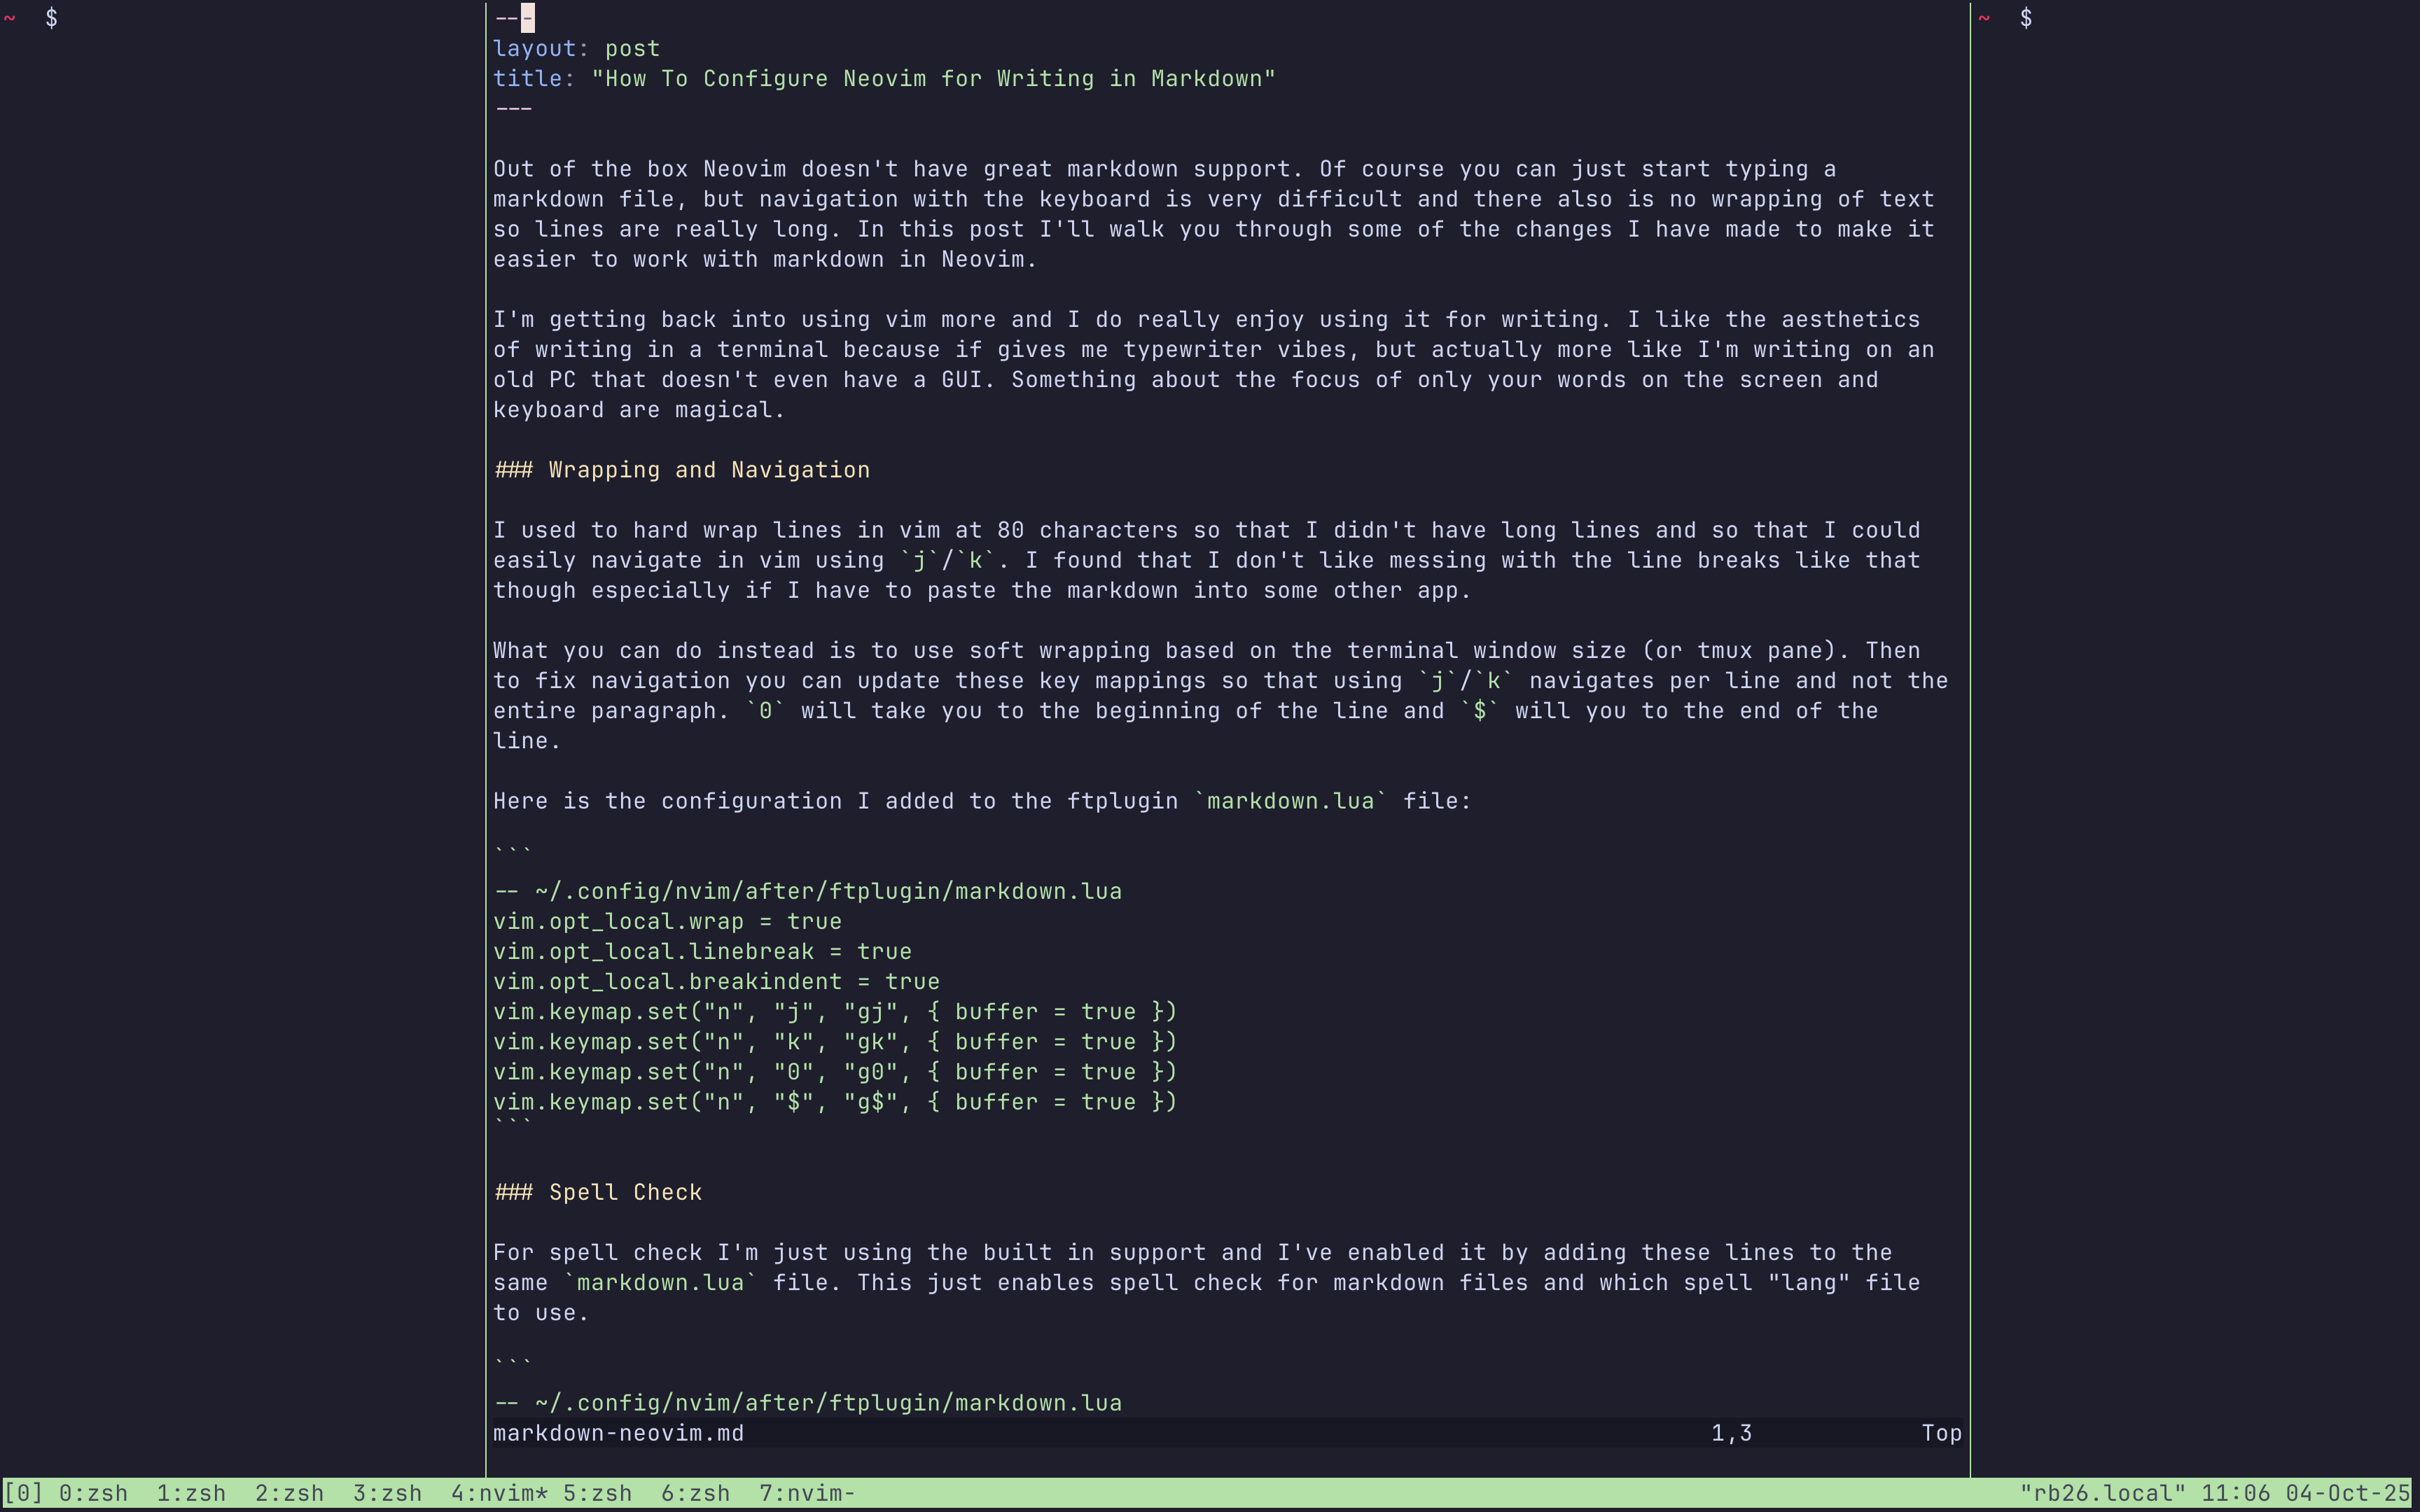 ~ $
---
layout: post
title: "How To Configure Neovim for Writing in Markdown"
---
Out of the box Neovim doesn't have great markdown support. Of course you can just start typing a
markdown file, but navigation with the keyboard is very difficult and there also is no wrapping of text
so lines are really long. In this post I'll walk you through some of the changes I have made to make it
easier to work with markdown in Neovim.
I'm getting back into using vim more and I do really enjoy using it for writing. I like the aesthetics
of writing in a terminal because if gives me typewriter vibes, but actually more like I'm writing on an
old PC that doesn't even have a GUI. Something about the focus of only your words on the screen and
keyboard are magical.
### Wrapping and Navigation
I used to hard wrap lines in vim at 80 characters so that I didn't have long lines and so that I could
easily navigate in vim using `j`/`k`. I found that I don't like messing with the line breaks like that
though especially if I have to paste the markdown into some other app.
What you can do instead is to use soft wrapping based on the terminal window size (or tmux pane). Then
to fix navigation you can update these key mappings so that using `j`/`k` navigates per line and not the
entire paragraph. `0` will take you to the beginning of the line and `$` will you to the end of the
line.
Here is the configuration I added to the ftplugin `markdown.lua` file:
```
-- ~/.config/nvim/after/ftplugin/markdown.lua
vim.opt_local.wrap = true
vim.opt_local.linebreak = true
vim.opt_local.breakindent = true
vim.keymap.set("n", "j", "gj", { buffer = true })
vim.keymap.set("n", "k", "gk", { buffer = true })
vim.keymap.set("n", "0", "g0", { buffer = true })
vim.keymap.set("n", "$", "g$", { buffer = true })
```
### Spell Check
For spell check I'm just using the built in support and I've enabled it by adding these lines to the
same `markdown.lua` file. This just enables spell check for markdown files and which spell "lang" file
to use.
```
-- ~/.config/nvim/after/ftplugin/markdown.lua
markdown-neovim.md 1,3 Top
~ $
[0] 0:zsh 1:zsh 2:zsh 3:zsh 4:nvim* 5:zsh 6:zsh 7:nvim- "rb26.local" 11:06 04-Oct-25